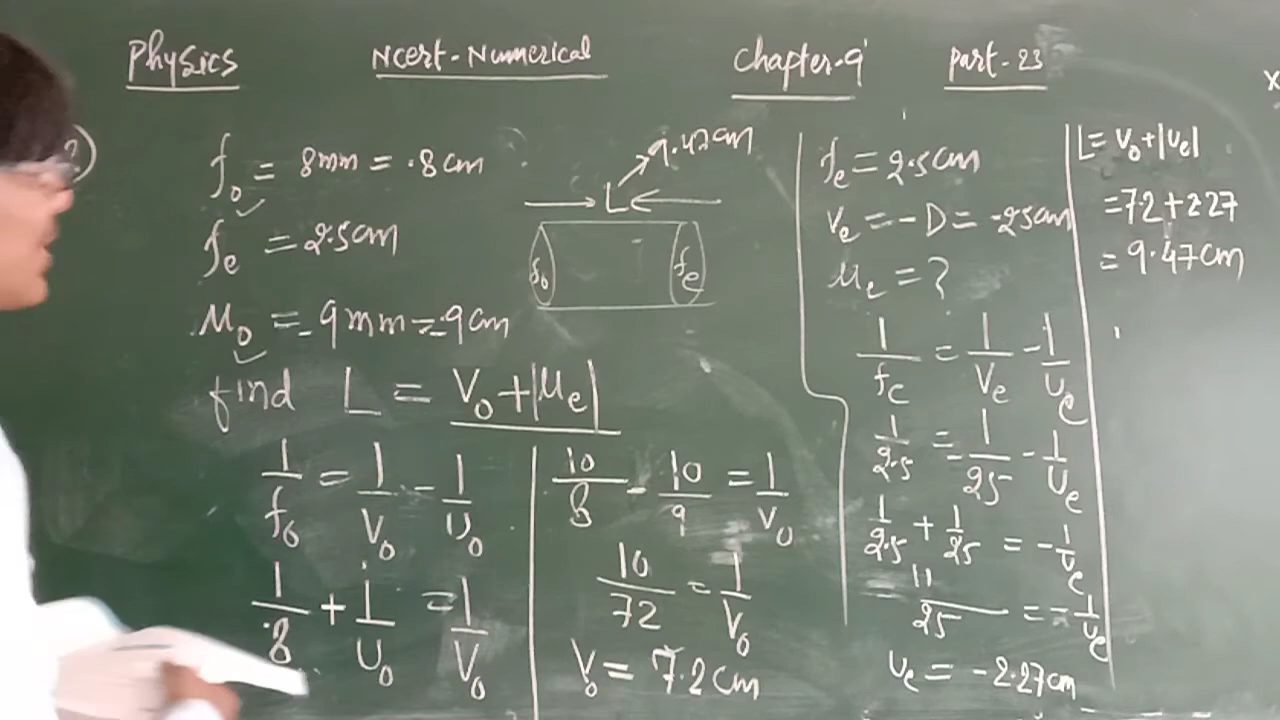 Physics Ncert-Numerical Chapter-9 Part-23
?)
f₀ = 8mm = .8cm
fe = 2.5cm
u₀ = -9mm = -.9cm
find L = V₀+|ue|
1/f₀ = 1/V₀ - 1/U₀
1/.8 + 1/U₀ = 1/V₀
L
9.47cm
f₀ fe
10/8 - 10/9 = 1/V₀
10/72 = 1/V₀
V₀ = 7.2cm
fe = 2.5cm
Ve = -D = -25cm
ue = ?
1/fe = 1/Ve - 1/Ue
1/2.5 = -1/25 - 1/Ue
1/2.5 + 1/25 = -1/Ue
11/25 = -1/Ue
Ue = -2.27cm
L = V₀+|Ue|
=7.2+2.27
= 9.47cm
x